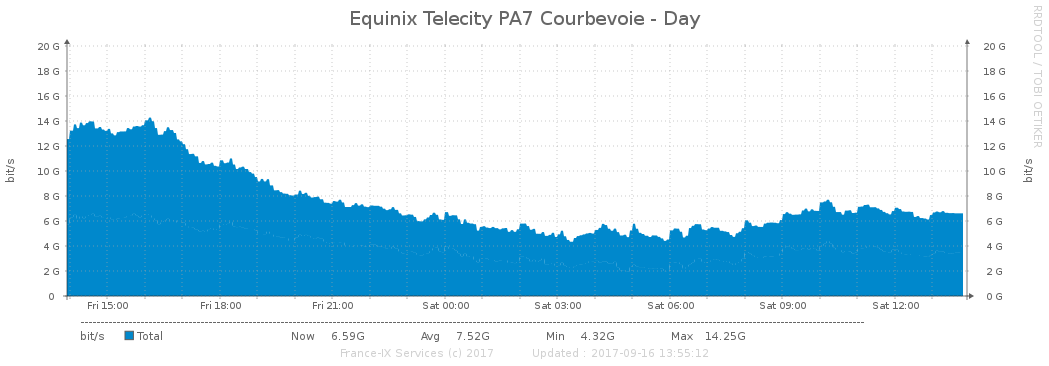 Equinix Telecity PA7 Courbevoie - Day
RRDTOOL / TOBI OETIKER
20 G 20 G
18 G 18 G
16 G 16 G
14 G 14 G
12 G 12 G
10 G 10 G
8 G 8 G
6 G 6 G
4 G 4 G
2 G 2 G
0 0 G
bit/s bit/s
Fri 15:00 Fri 18:00 Fri 21:00 Sat 00:00 Sat 03:00 Sat 06:00 Sat 09:00 Sat 12:00
bit/s Total Now 6.59G Avg 7.52G Min 4.32G Max 14.25G
France-IX Services (c) 2017 Updated : 2017-09-16 13:55:12